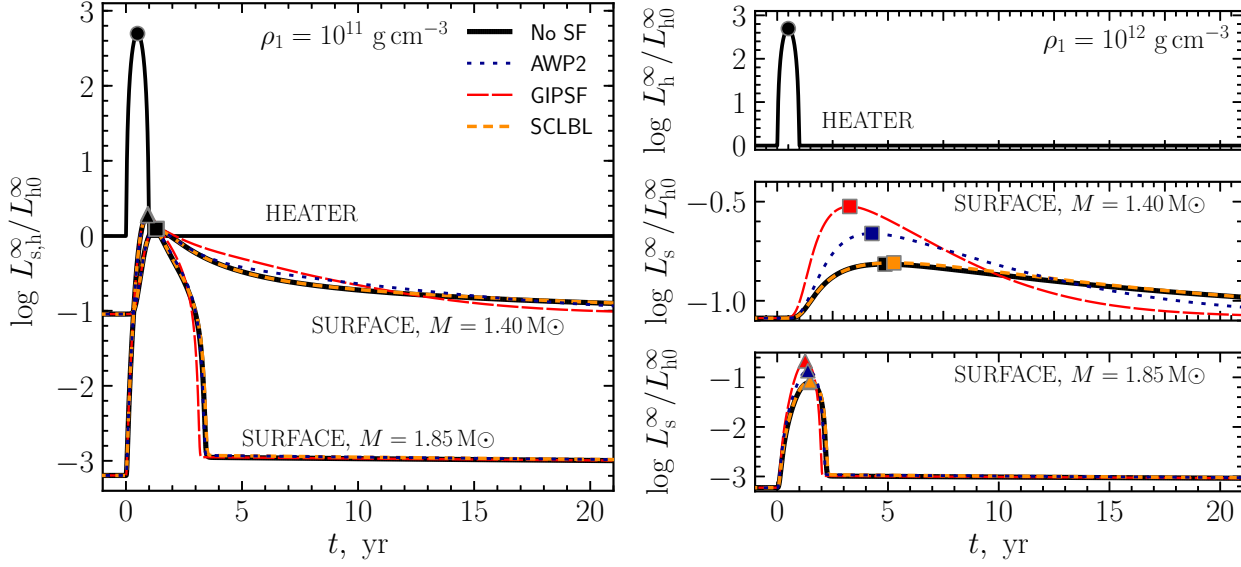 ρ₁ = 10¹¹ g cm⁻³
No SF
AWP2
GIPSF
SCLBL
HEATER
SURFACE, M = 1.40 M⊙
SURFACE, M = 1.85 M⊙
log L∞s,h/L∞h0
3
2
1
0
−1
−2
−3
0 5 10 15 20
t, yr
ρ₁ = 10¹² g cm⁻³
HEATER
log L∞h/L∞h0
3
2
1
0
SURFACE, M = 1.40 M⊙
log L∞s/L∞h0
−0.5
−1.0
SURFACE, M = 1.85 M⊙
log L∞s/L∞h0
−1
−2
−3
0 5 10 15 20
t, yr